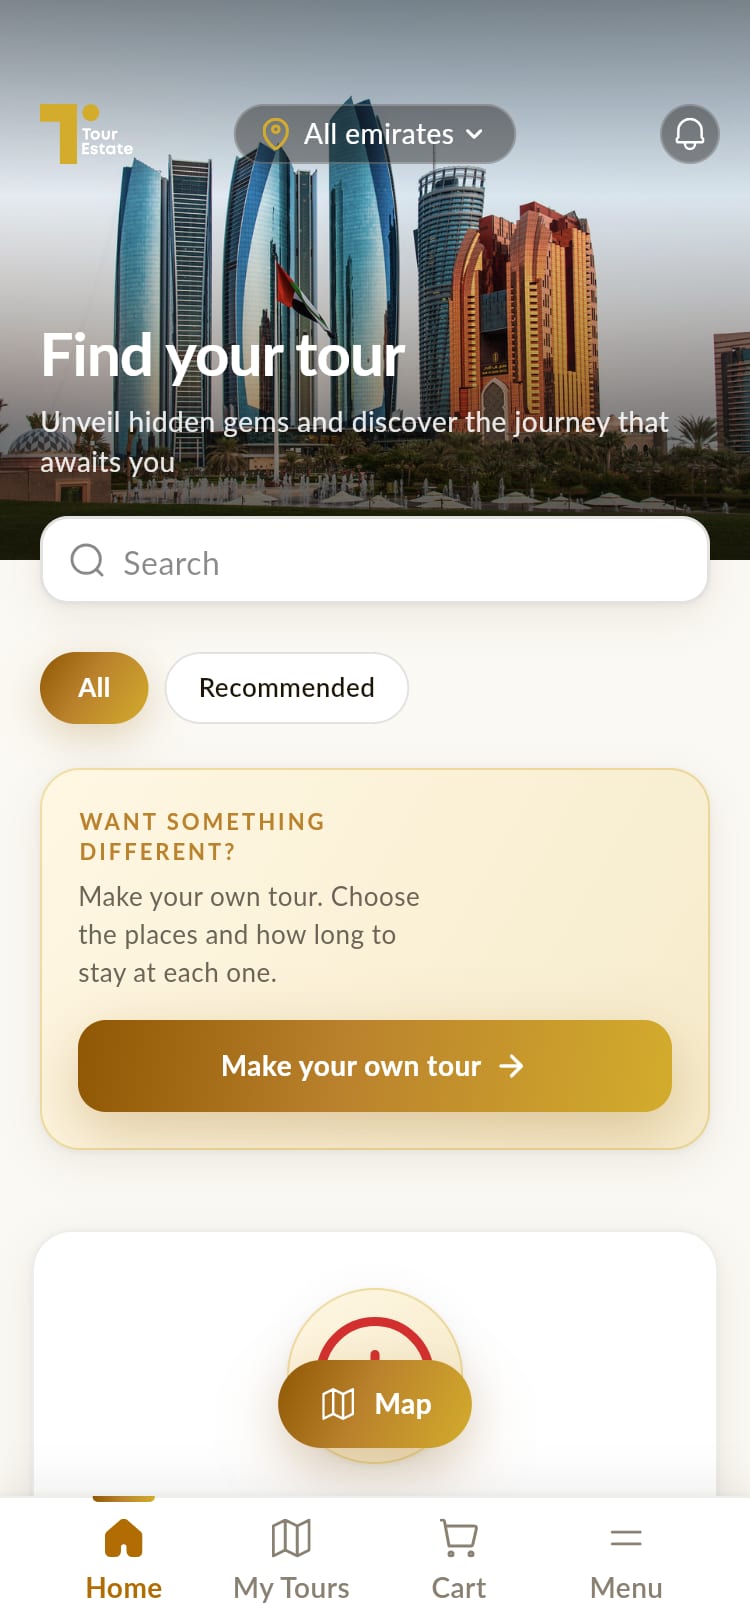 Tour
Estate
All emirates
Find your tour
Unveil hidden gems and discover the journey that
awaits you
Search
All
Recommended
WANT SOMETHING
DIFFERENT?
Make your own tour. Choose
the places and how long to
stay at each one.
Make your own tour
Map
Home
My Tours
Cart
Menu